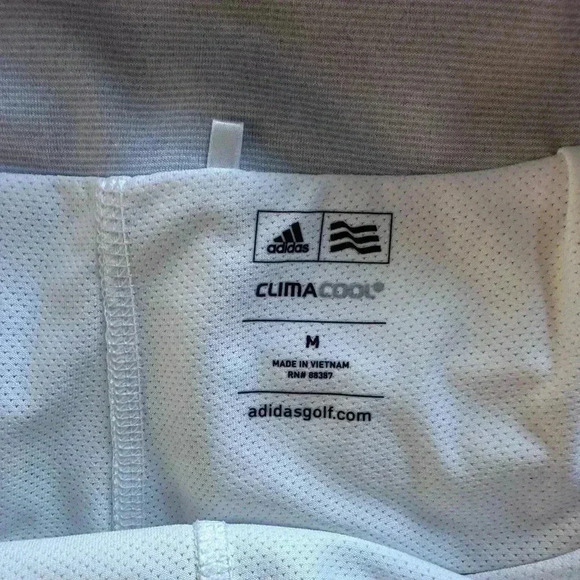 adidas
CLIMACOOL®
M
MADE IN VIETNAM
RN# 88387
adidasgolf.com